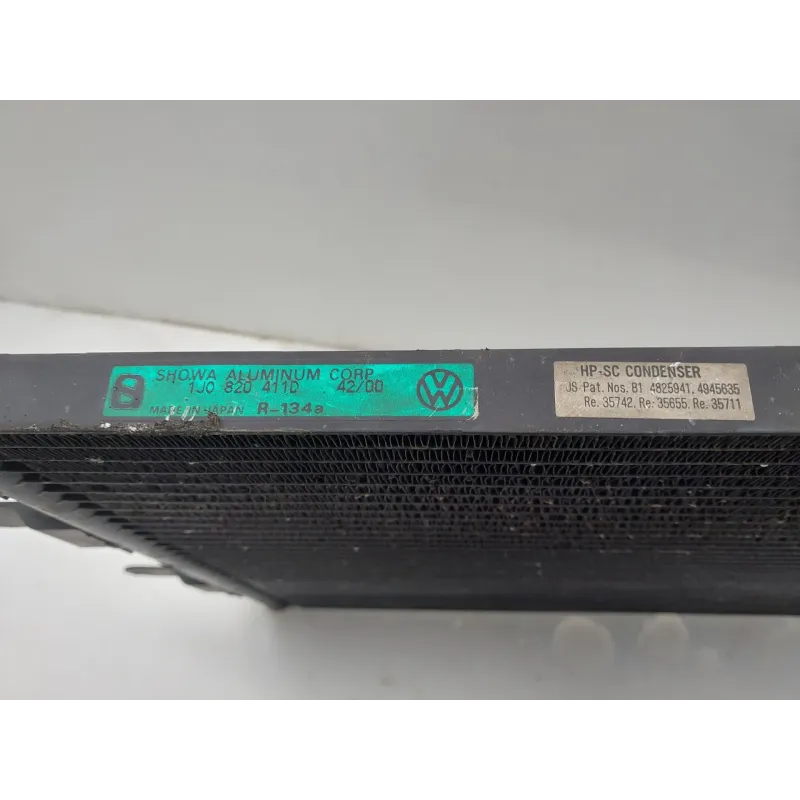 SHOWA ALUMINUM CORP
1J0 820 411D 42/00
MADE IN JAPAN R-134a
HP-SC CONDENSER
JS Pat. Nos. B1 4825941, 4945635
Re. 35742, Re: 35655, Re. 35711